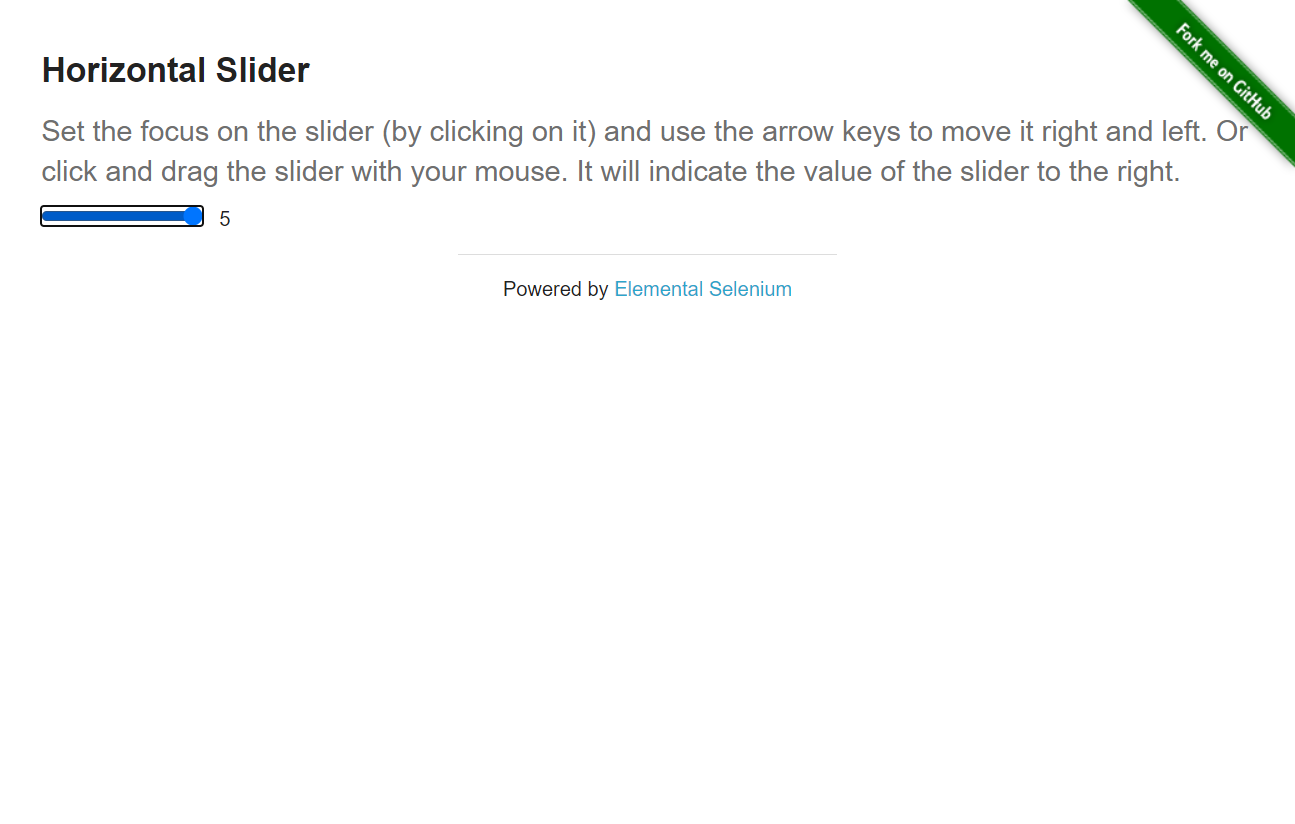 Fork me on GitHub
Horizontal Slider
Set the focus on the slider (by clicking on it) and use the arrow keys to move it right and left. Or
click and drag the slider with your mouse. It will indicate the value of the slider to the right.
5
Powered by Elemental Selenium